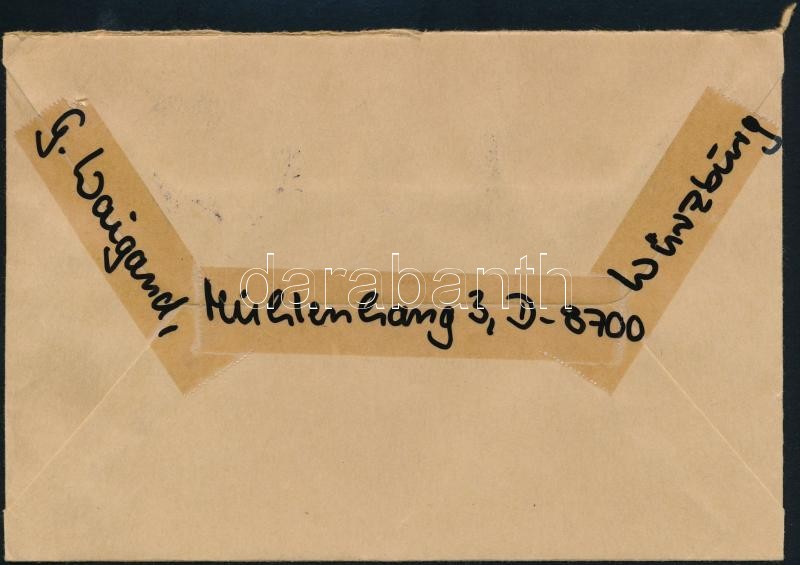 G. Waigand,
Mühlenhang 3, D-8700
Würzburg
darabanth